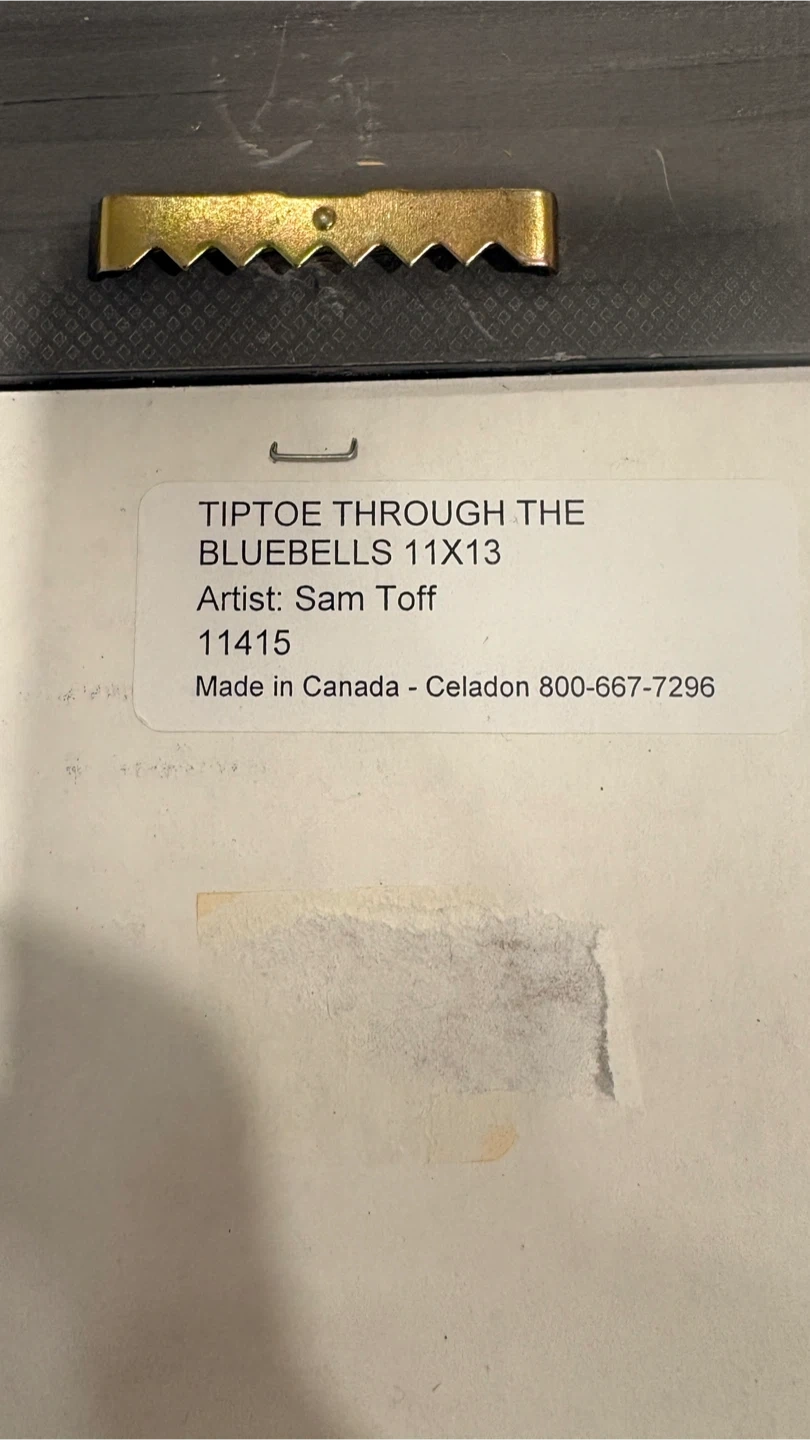 TIPTOE THROUGH THE
BLUEBELLS 11X13
Artist: Sam Toff
11415
Made in Canada - Celadon 800-667-7296